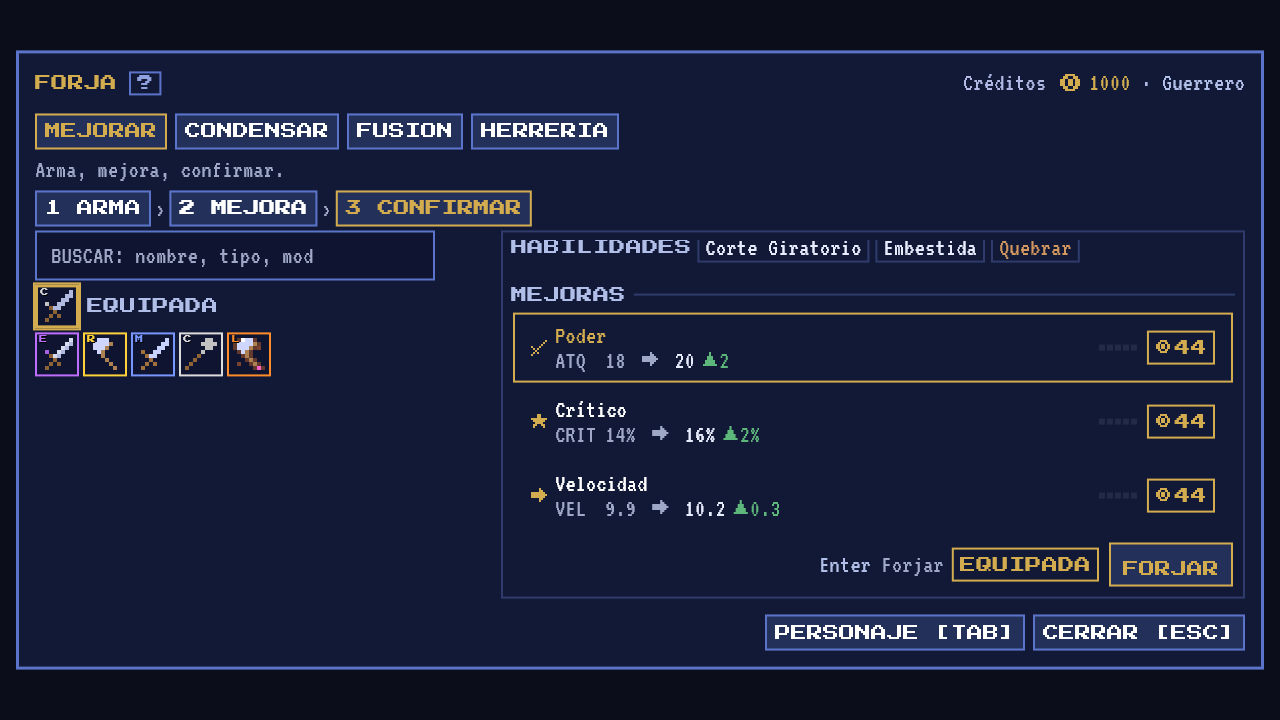 FORJA ? Créditos 1000 · Guerrero
MEJORAR CONDENSAR FUSION HERRERIA
Arma, mejora, confirmar.
1 ARMA › 2 MEJORA › 3 CONFIRMAR
BUSCAR: nombre, tipo, mod
C EQUIPADA
E R M C L
HABILIDADES Corte Giratorio Embestida Quebrar
MEJORAS
Poder
ATQ 18 20 2 44
Crítico
CRIT 14% 16% 2% 44
Velocidad
VEL 9.9 10.2 0.3 44
Enter Forjar EQUIPADA FORJAR
PERSONAJE [TAB] CERRAR [ESC]